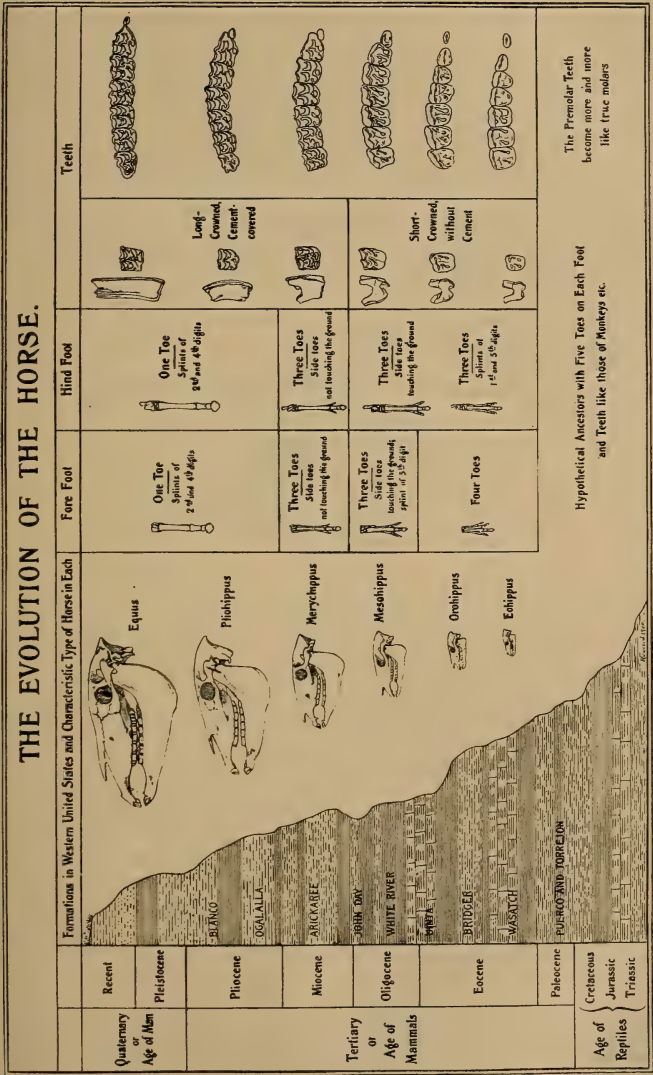 THE EVOLUTION OF THE HORSE.
Formations in Western United States and Characteristic Type of Horse in Each
Fore Foot
Hind Foot
Teeth
Quaternary
or
Age of Man
Recent
Pleistocene
Equus
One Toe
Splints of
2nd and 4th digits
One Toe
Splints of
2nd and 4th digits
Long-
Crowned,
Cement-
covered
Tertiary
or
Age of
Mammals
Pliocene
BLANCO
OGALALLA
Pliohippus
Miocene
ARICKAREE
Merychippus
Three Toes
Side toes
not touching the ground
Three Toes
Side toes
not touching the ground
Oligocene
JOHN DAY
WHITE RIVER
Mesohippus
Three Toes
Side toes
touching the ground;
splint of 5th digit
Three Toes
Side toes
touching the ground
Short-
Crowned,
without
Cement
Eocene
UINTA
BRIDGER
WASATCH
Orohippus
Eohippus
Four Toes
Three Toes
Splints of
1st and 5th digits
Paleocene
PUERCO AND TORREJON
Age of
Reptiles
Cretaceous
Jurassic
Triassic
Hypothetical Ancestors with Five Toes on Each Foot
and Teeth like those of Monkeys etc.
The Premolar Teeth
become more and more
like true molars